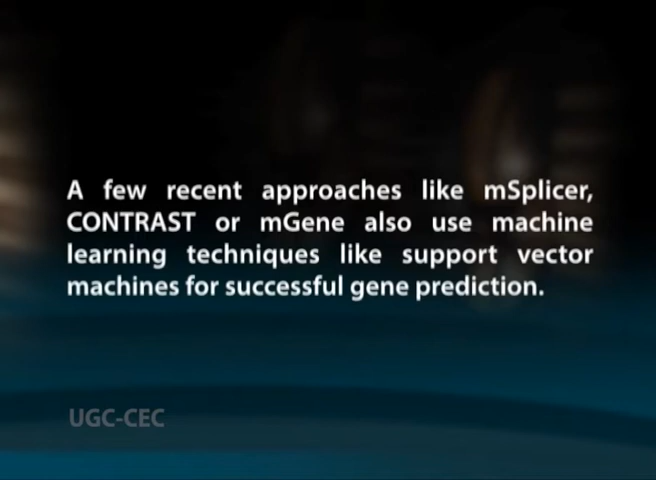 A few recent approaches like mSplicer,
CONTRAST or mGene also use machine
learning techniques like support vector
machines for successful gene prediction.
UGC-CEC